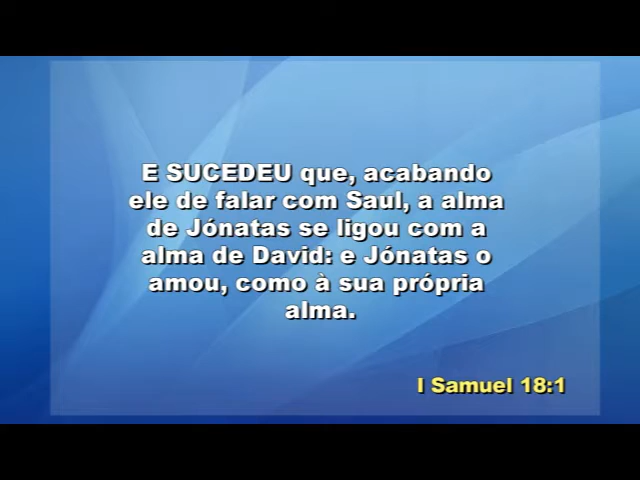 E SUCEDEU que, acabando
ele de falar com Saul, a alma
de Jónatas se ligou com a
alma de David: e Jónatas o
amou, como à sua própria
alma.
I Samuel 18:1